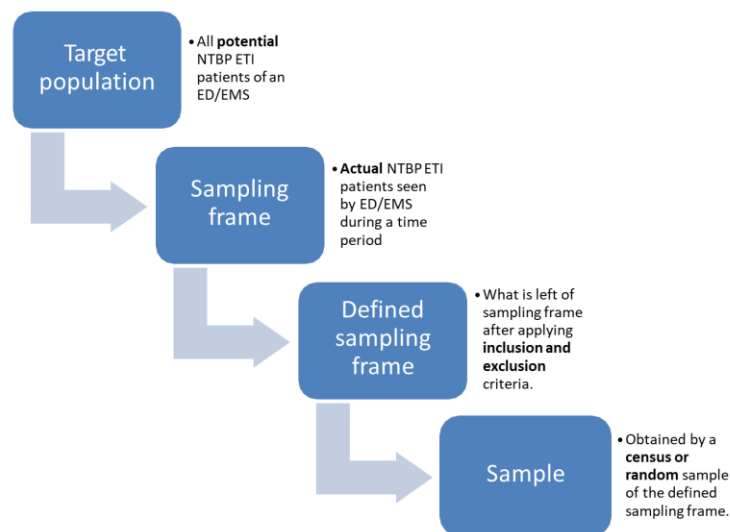 Target
population
•All potential
NTBP ETI
patients of an
ED/EMS
Sampling
frame
•Actual NTBP ETI
patients seen
by ED/EMS
during a time
period
Defined
sampling
frame
•What is left of
sampling frame
after applying
inclusion and
exclusion
criteria.
Sample
•Obtained by a
census or
random sample
of the defined
sampling frame.